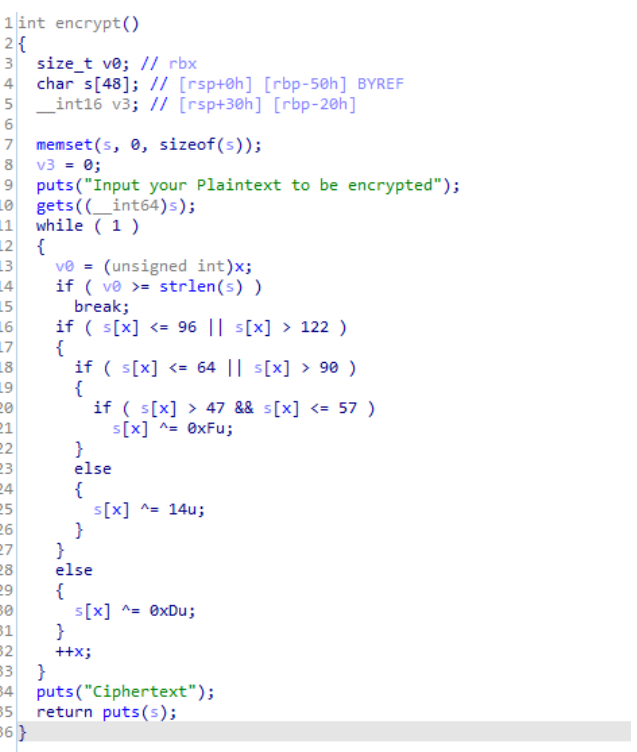 1 int encrypt()
2 {
3   size_t v0; // rbx
4   char s[48]; // [rsp+0h] [rbp-50h] BYREF
5   __int16 v3; // [rsp+30h] [rbp-20h]
6
7   memset(s, 0, sizeof(s));
8   v3 = 0;
9   puts("Input your Plaintext to be encrypted");
10   gets((__int64)s);
11   while ( 1 )
12   {
13     v0 = (unsigned int)x;
14     if ( v0 >= strlen(s) )
15       break;
16     if ( s[x] <= 96 || s[x] > 122 )
17     {
18       if ( s[x] <= 64 || s[x] > 90 )
19       {
20         if ( s[x] > 47 && s[x] <= 57 )
21           s[x] ^= 0xFu;
22       }
23       else
24       {
25         s[x] ^= 14u;
26       }
27     }
28     else
29     {
30       s[x] ^= 0xDu;
31     }
32     ++x;
33   }
34   puts("Ciphertext");
35   return puts(s);
36 }